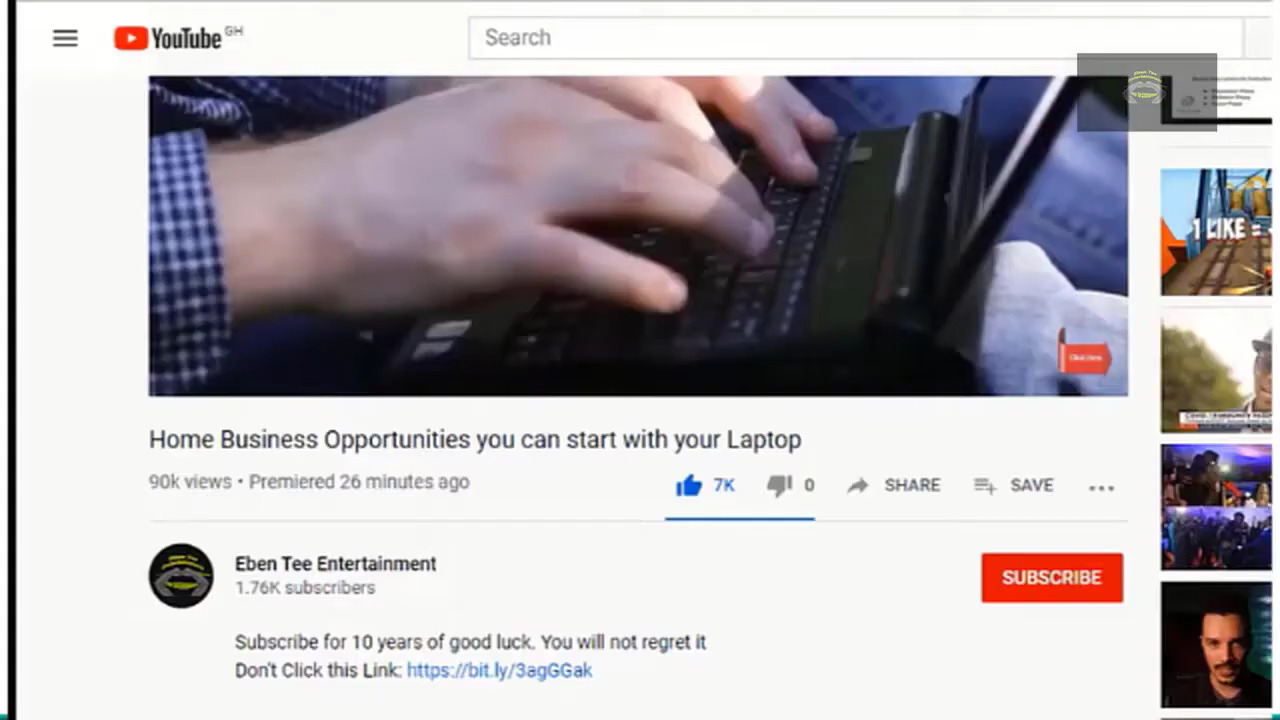 YouTube GH
Search
1 LIKE =
Click Here
Home Business Opportunities you can start with your Laptop
90k views • Premiered 26 minutes ago
7K
0
SHARE
SAVE
Eben Tee Entertainment
1.76K subscribers
SUBSCRIBE
Subscribe for 10 years of good luck. You will not regret it
Don't Click this Link: https://bit.ly/3agGGak